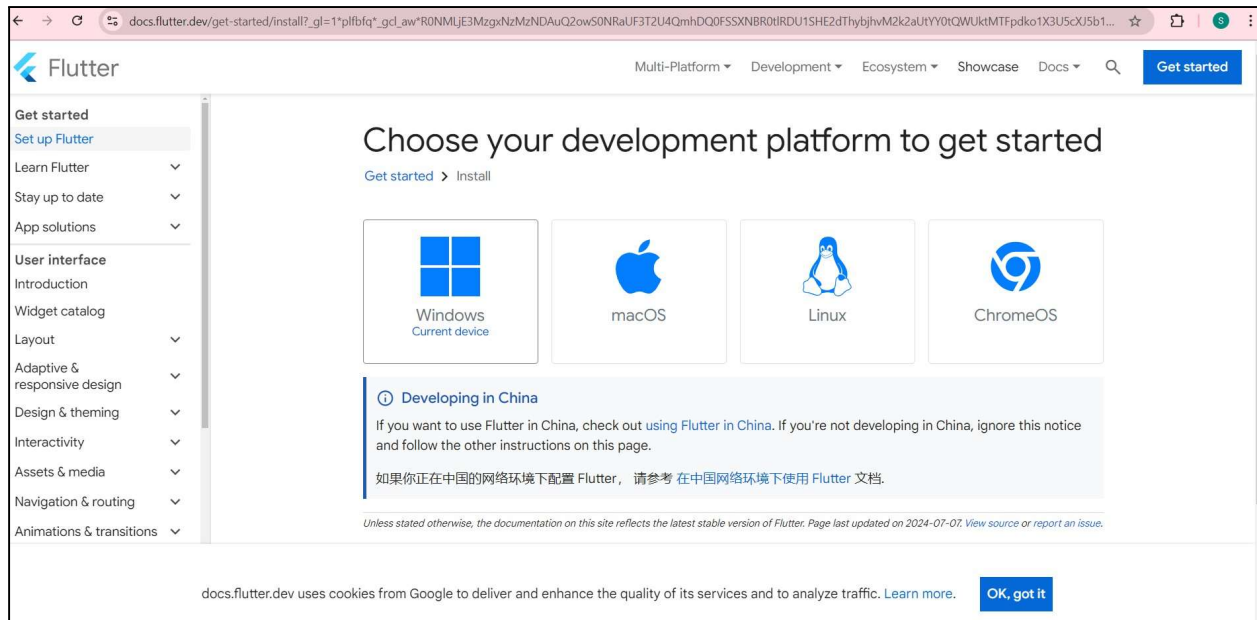 docs.flutter.dev/get-started/install?_gl=1*plfbfq*_gcl_aw*R0NMLjE3MzgxNzMzNDAuQ2owS0NRaUF3T2U4QmhDQ0FSSXNBR0tlRDU1SHE2dThybjhvM2k2aUtYY0tQWUktMTFpdko1X3U5cXJ5b1...
S
Flutter
Multi-Platform Development Ecosystem Showcase Docs Get started
Get started
Set up Flutter
Learn Flutter
Stay up to date
App solutions
User interface
Introduction
Widget catalog
Layout
Adaptive &
responsive design
Design & theming
Interactivity
Assets & media
Navigation & routing
Animations & transitions
Choose your development platform to get started
Get started > Install
Windows
Current device
macOS
Linux
ChromeOS
Developing in China
If you want to use Flutter in China, check out using Flutter in China. If you're not developing in China, ignore this notice
and follow the other instructions on this page.
如果你正在中国的网络环境下配置 Flutter， 请参考 在中国网络环境下使用 Flutter 文档.
Unless stated otherwise, the documentation on this site reflects the latest stable version of Flutter. Page last updated on 2024-07-07. View source or report an issue.
docs.flutter.dev uses cookies from Google to deliver and enhance the quality of its services and to analyze traffic. Learn more. OK, got it